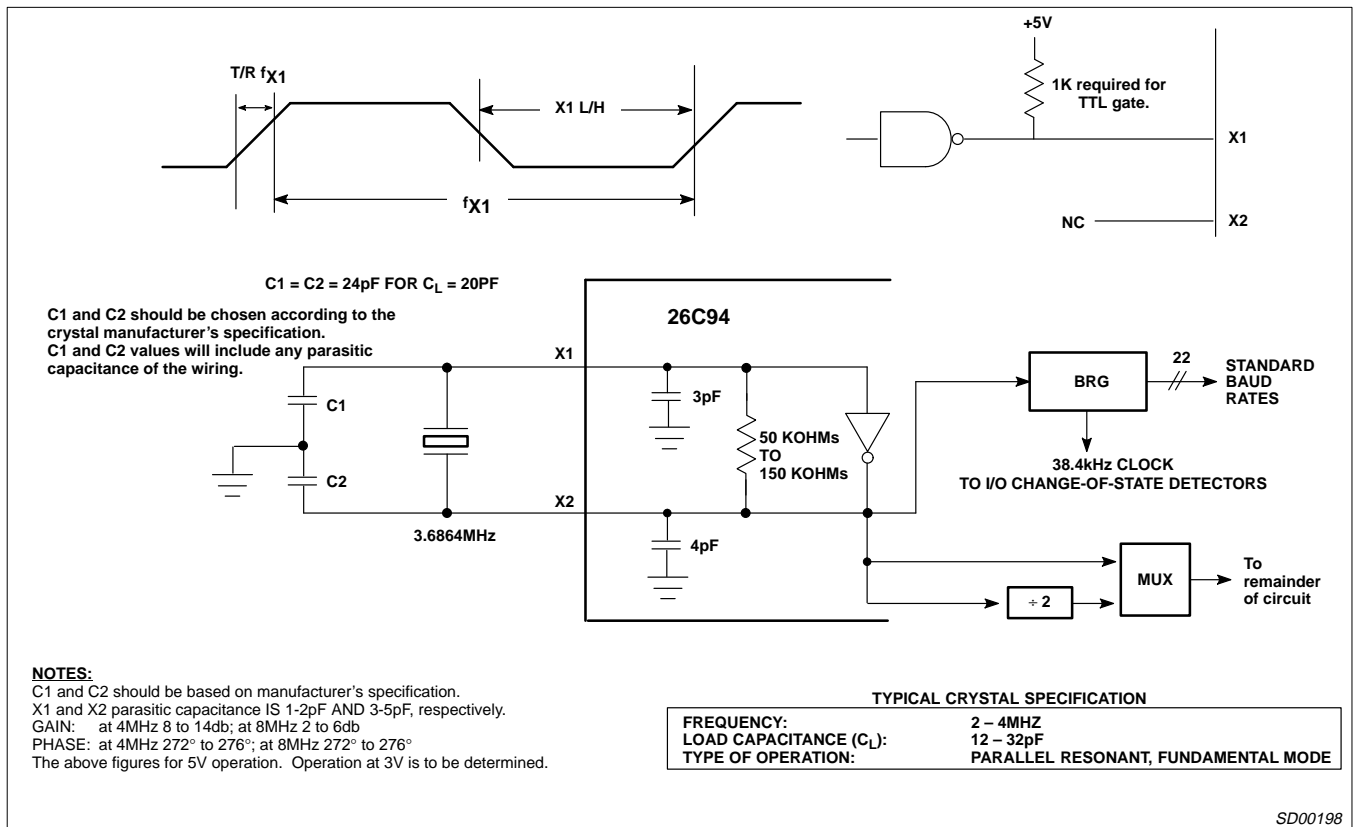 T/R fX1
X1 L/H
fX1
+5V
1K required for
TTL gate.
X1
NC
X2
C1 = C2 = 24pF FOR CL = 20PF
C1 and C2 should be chosen according to the
crystal manufacturer’s specification.
C1 and C2 values will include any parasitic
capacitance of the wiring.
26C94
X1
C1
C2
X2
3.6864MHz
3pF
50 KOHMs
TO
150 KOHMs
4pF
BRG
22
STANDARD
BAUD
RATES
38.4kHz CLOCK
TO I/O CHANGE-OF-STATE DETECTORS
MUX
To
remainder
of circuit
÷ 2
NOTES:
C1 and C2 should be based on manufacturer’s specification.
X1 and X2 parasitic capacitance IS 1-2pF AND 3-5pF, respectively.
GAIN: at 4MHz 8 to 14db; at 8MHz 2 to 6db
PHASE: at 4MHz 272° to 276°; at 8MHz 272° to 276°
The above figures for 5V operation. Operation at 3V is to be determined.
TYPICAL CRYSTAL SPECIFICATION
FREQUENCY: 2 – 4MHZ
LOAD CAPACITANCE (CL): 12 – 32pF
TYPE OF OPERATION: PARALLEL RESONANT, FUNDAMENTAL MODE
SD00198